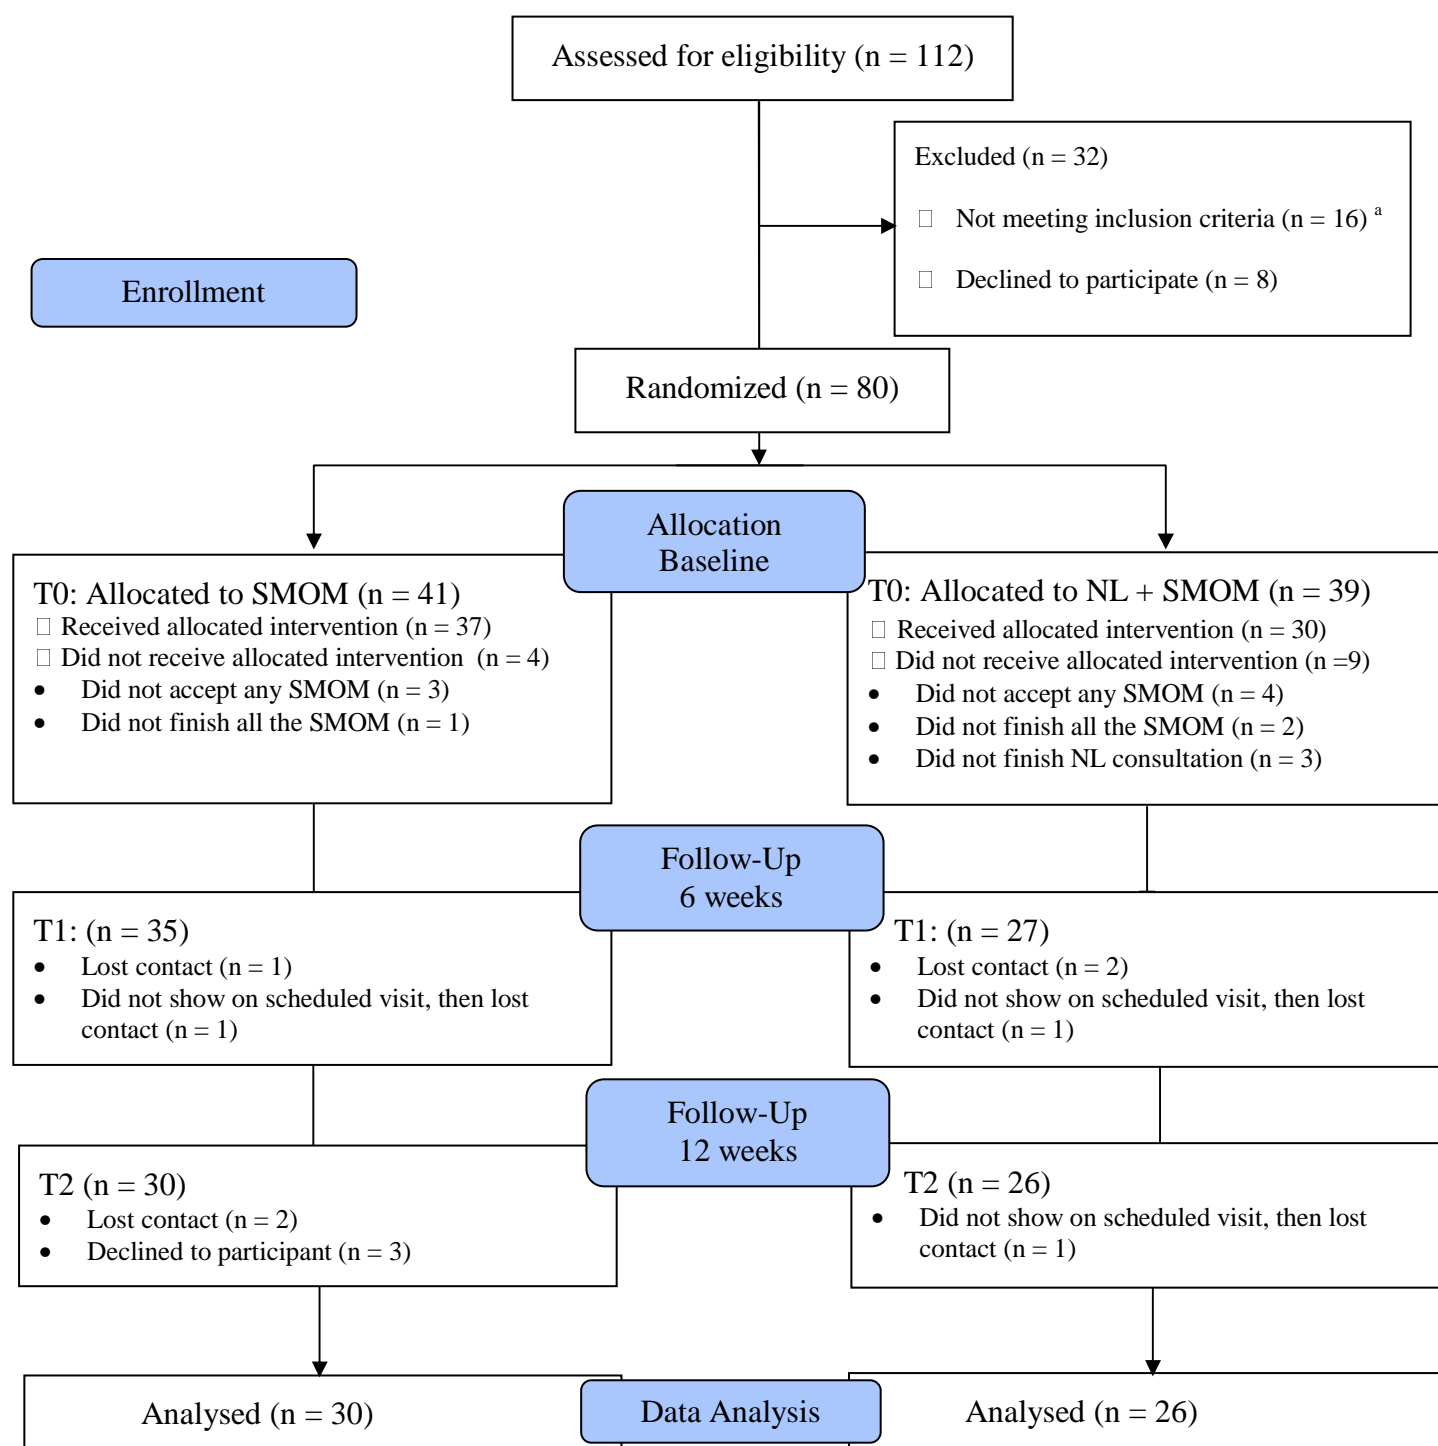 Assessed for eligibility (n = 112)
Excluded (n = 32)
□ Not meeting inclusion criteria (n = 16) a
□ Declined to participate (n = 8)
Enrollment
Randomized (n = 80)
Allocation
Baseline
T0: Allocated to SMOM (n = 41)
□ Received allocated intervention (n = 37)
□ Did not receive allocated intervention (n = 4)
• Did not accept any SMOM (n = 3)
• Did not finish all the SMOM (n = 1)
T0: Allocated to NL + SMOM (n = 39)
□ Received allocated intervention (n = 30)
□ Did not receive allocated intervention (n =9)
• Did not accept any SMOM (n = 4)
• Did not finish all the SMOM (n = 2)
• Did not finish NL consultation (n = 3)
Follow-Up
6 weeks
T1: (n = 35)
• Lost contact (n = 1)
• Did not show on scheduled visit, then lost
contact (n = 1)
T1: (n = 27)
• Lost contact (n = 2)
• Did not show on scheduled visit, then lost
contact (n = 1)
Follow-Up
12 weeks
T2 (n = 30)
• Lost contact (n = 2)
• Declined to participant (n = 3)
T2 (n = 26)
• Did not show on scheduled visit, then lost
contact (n = 1)
Analysed (n = 30)
Data Analysis
Analysed (n = 26)